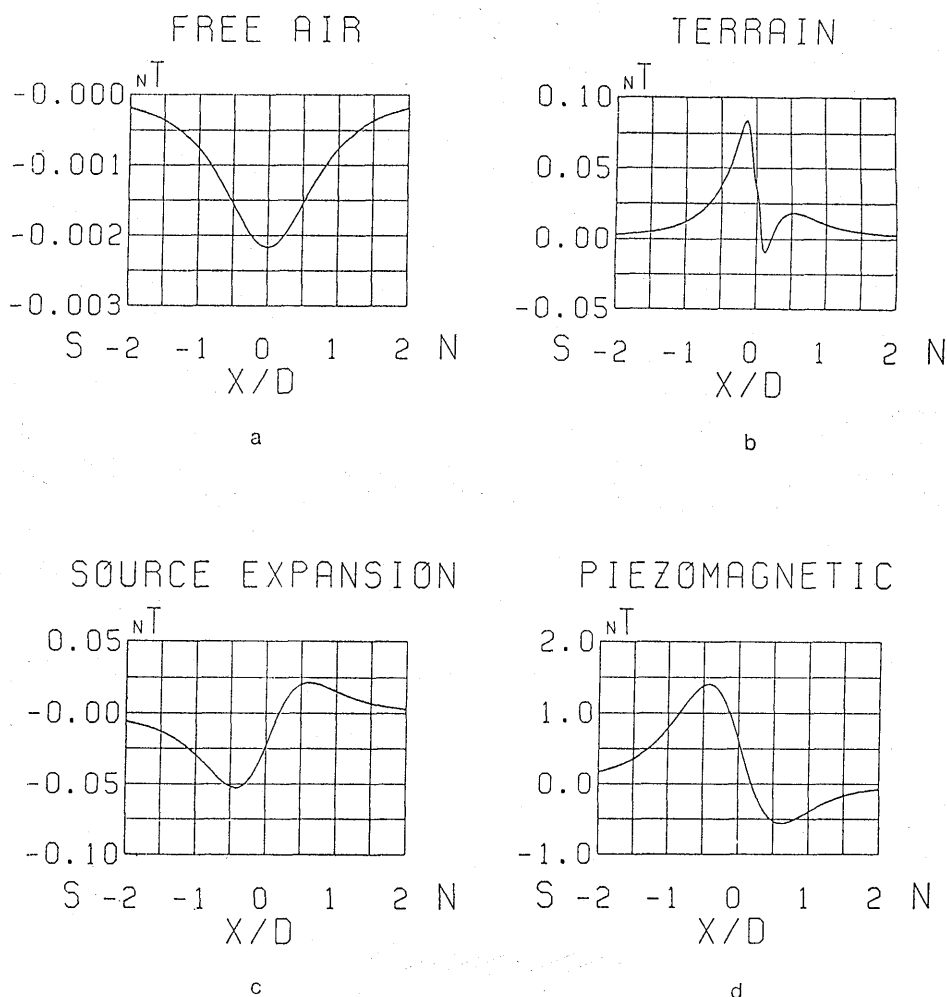 FREE AIR
nT
-0.000
-0.001
-0.002
-0.003
S -2 -1 0 1 2 N
X/D
a
TERRAIN
nT
0.10
0.05
0.00
-0.05
S -2 -1 0 1 2 N
X/D
b
SOURCE EXPANSION
nT
0.05
-0.00
-0.05
-0.10
S -2 -1 0 1 2 N
X/D
c
PIEZOMAGNETIC
nT
2.0
1.0
0.0
-1.0
S -2 -1 0 1 2 N
X/D
d